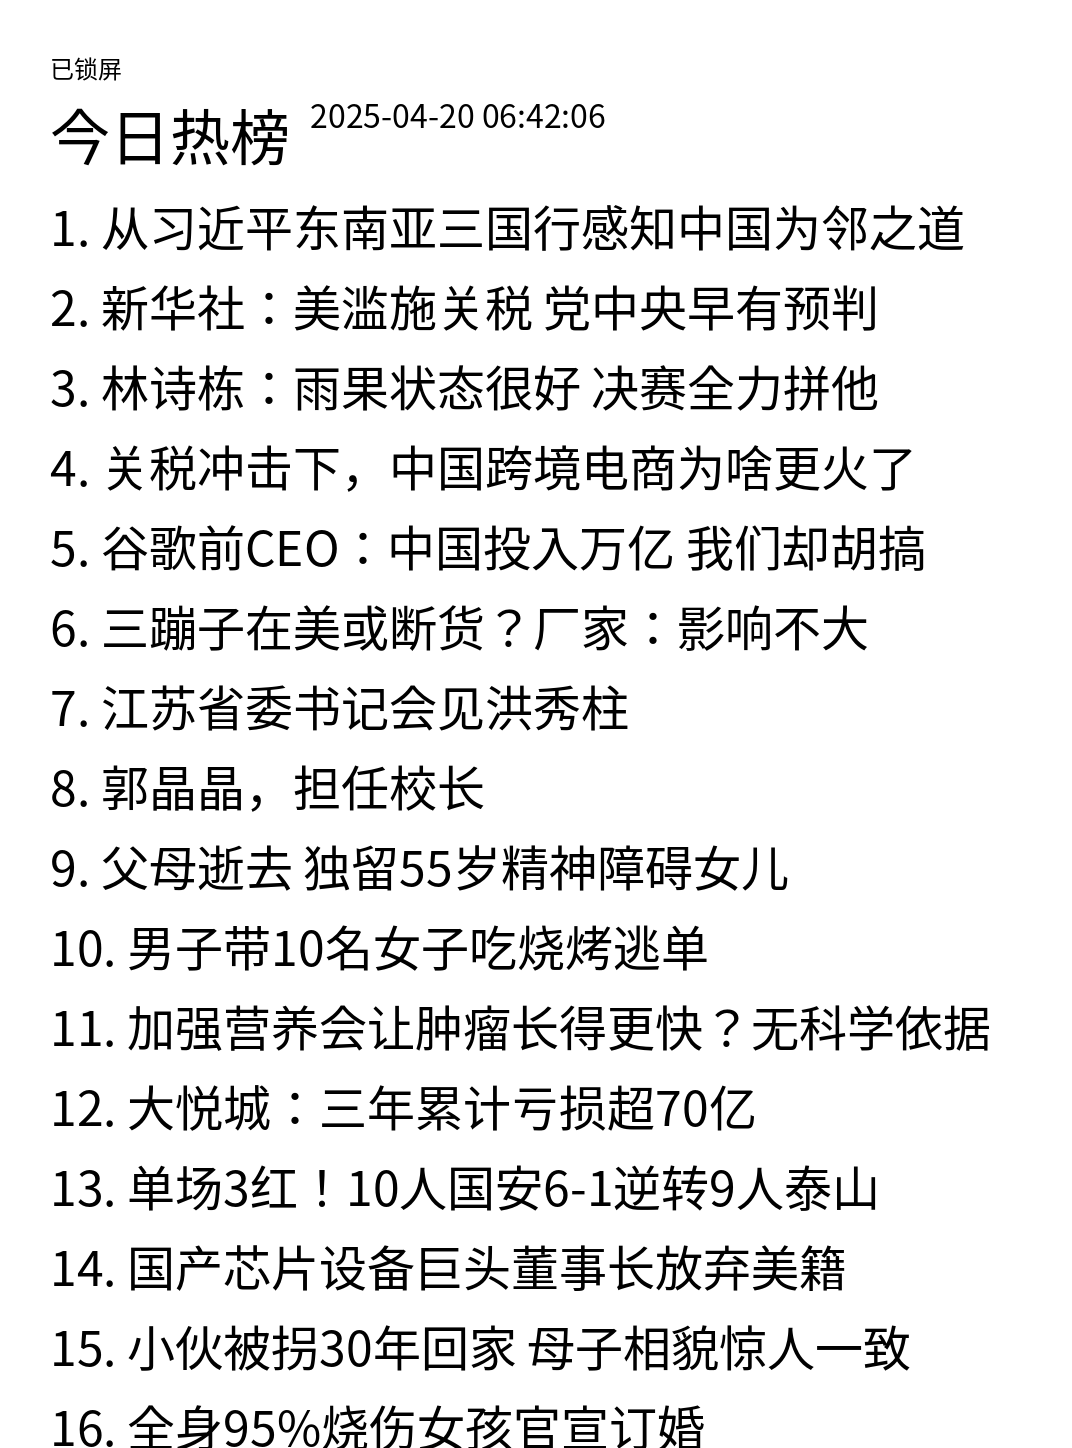 已锁屏
今日热榜 2025-04-20 06:42:06
1. 从习近平东南亚三国行感知中国为邻之道
2. 新华社：美滥施关税 党中央早有预判
3. 林诗栋：雨果状态很好 决赛全力拼他
4. 关税冲击下，中国跨境电商为啥更火了
5. 谷歌前CEO：中国投入万亿 我们却胡搞
6. 三蹦子在美或断货？厂家：影响不大
7. 江苏省委书记会见洪秀柱
8. 郭晶晶，担任校长
9. 父母逝去 独留55岁精神障碍女儿
10. 男子带10名女子吃烧烤逃单
11. 加强营养会让肿瘤长得更快？无科学依据
12. 大悦城：三年累计亏损超70亿
13. 单场3红！10人国安6-1逆转9人泰山
14. 国产芯片设备巨头董事长放弃美籍
15. 小伙被拐30年回家 母子相貌惊人一致
16. 全身95%烧伤女孩官宣订婚